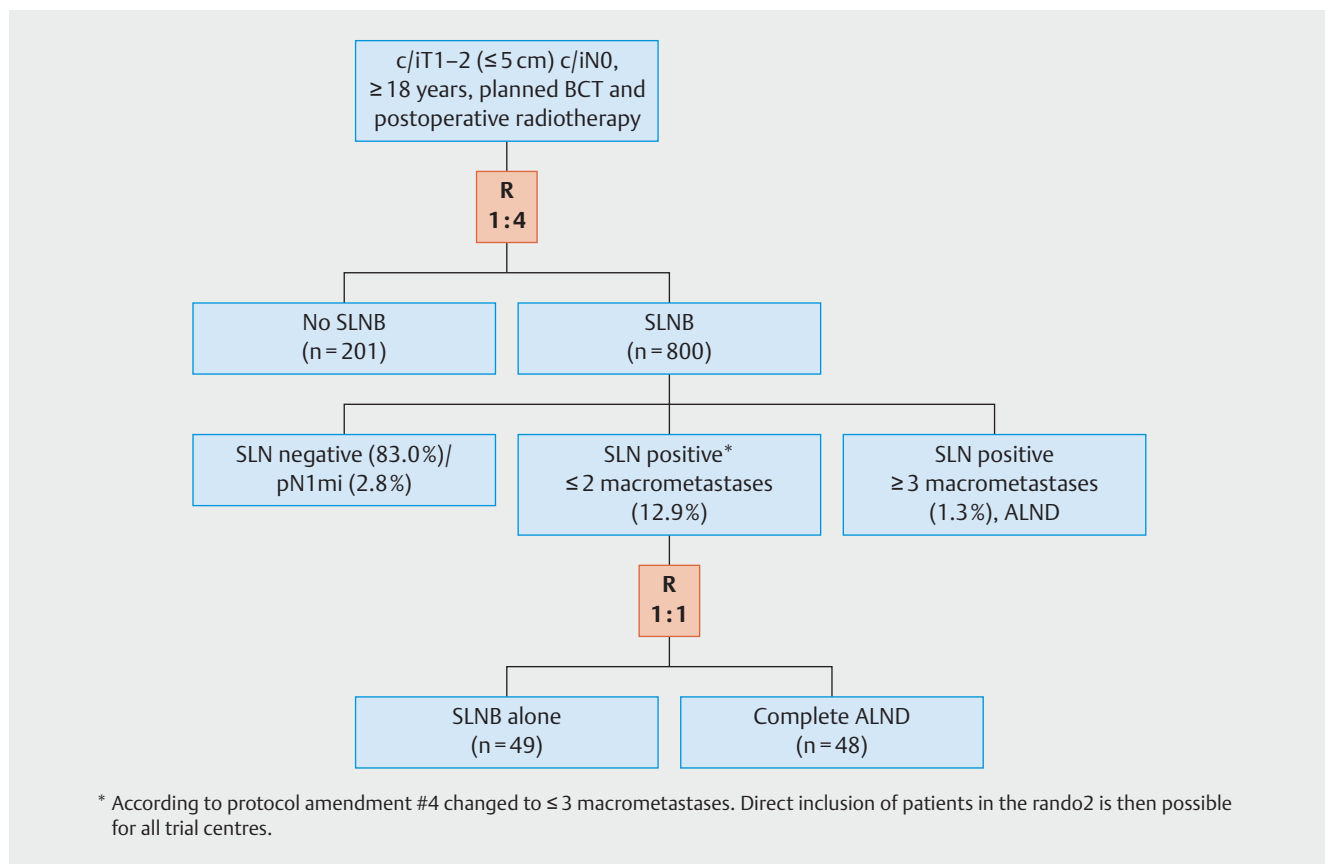 c/iT1–2 (≤ 5 cm) c/iN0,
≥ 18 years, planned BCT and
postoperative radiotherapy
R
1 : 4
No SLNB
(n = 201)
SLNB
(n = 800)
SLN negative (83.0 %)/
pN1mi (2.8 %)
SLN positive*
≤ 2 macrometastases
(12.9 %)
SLN positive
≥ 3 macrometastases
(1.3 %), ALND
R
1 : 1
SLNB alone
(n = 49)
Complete ALND
(n = 48)
* According to protocol amendment #4 changed to ≤ 3 macrometastases. Direct inclusion of patients in the rando2 is then possible
for all trial centres.